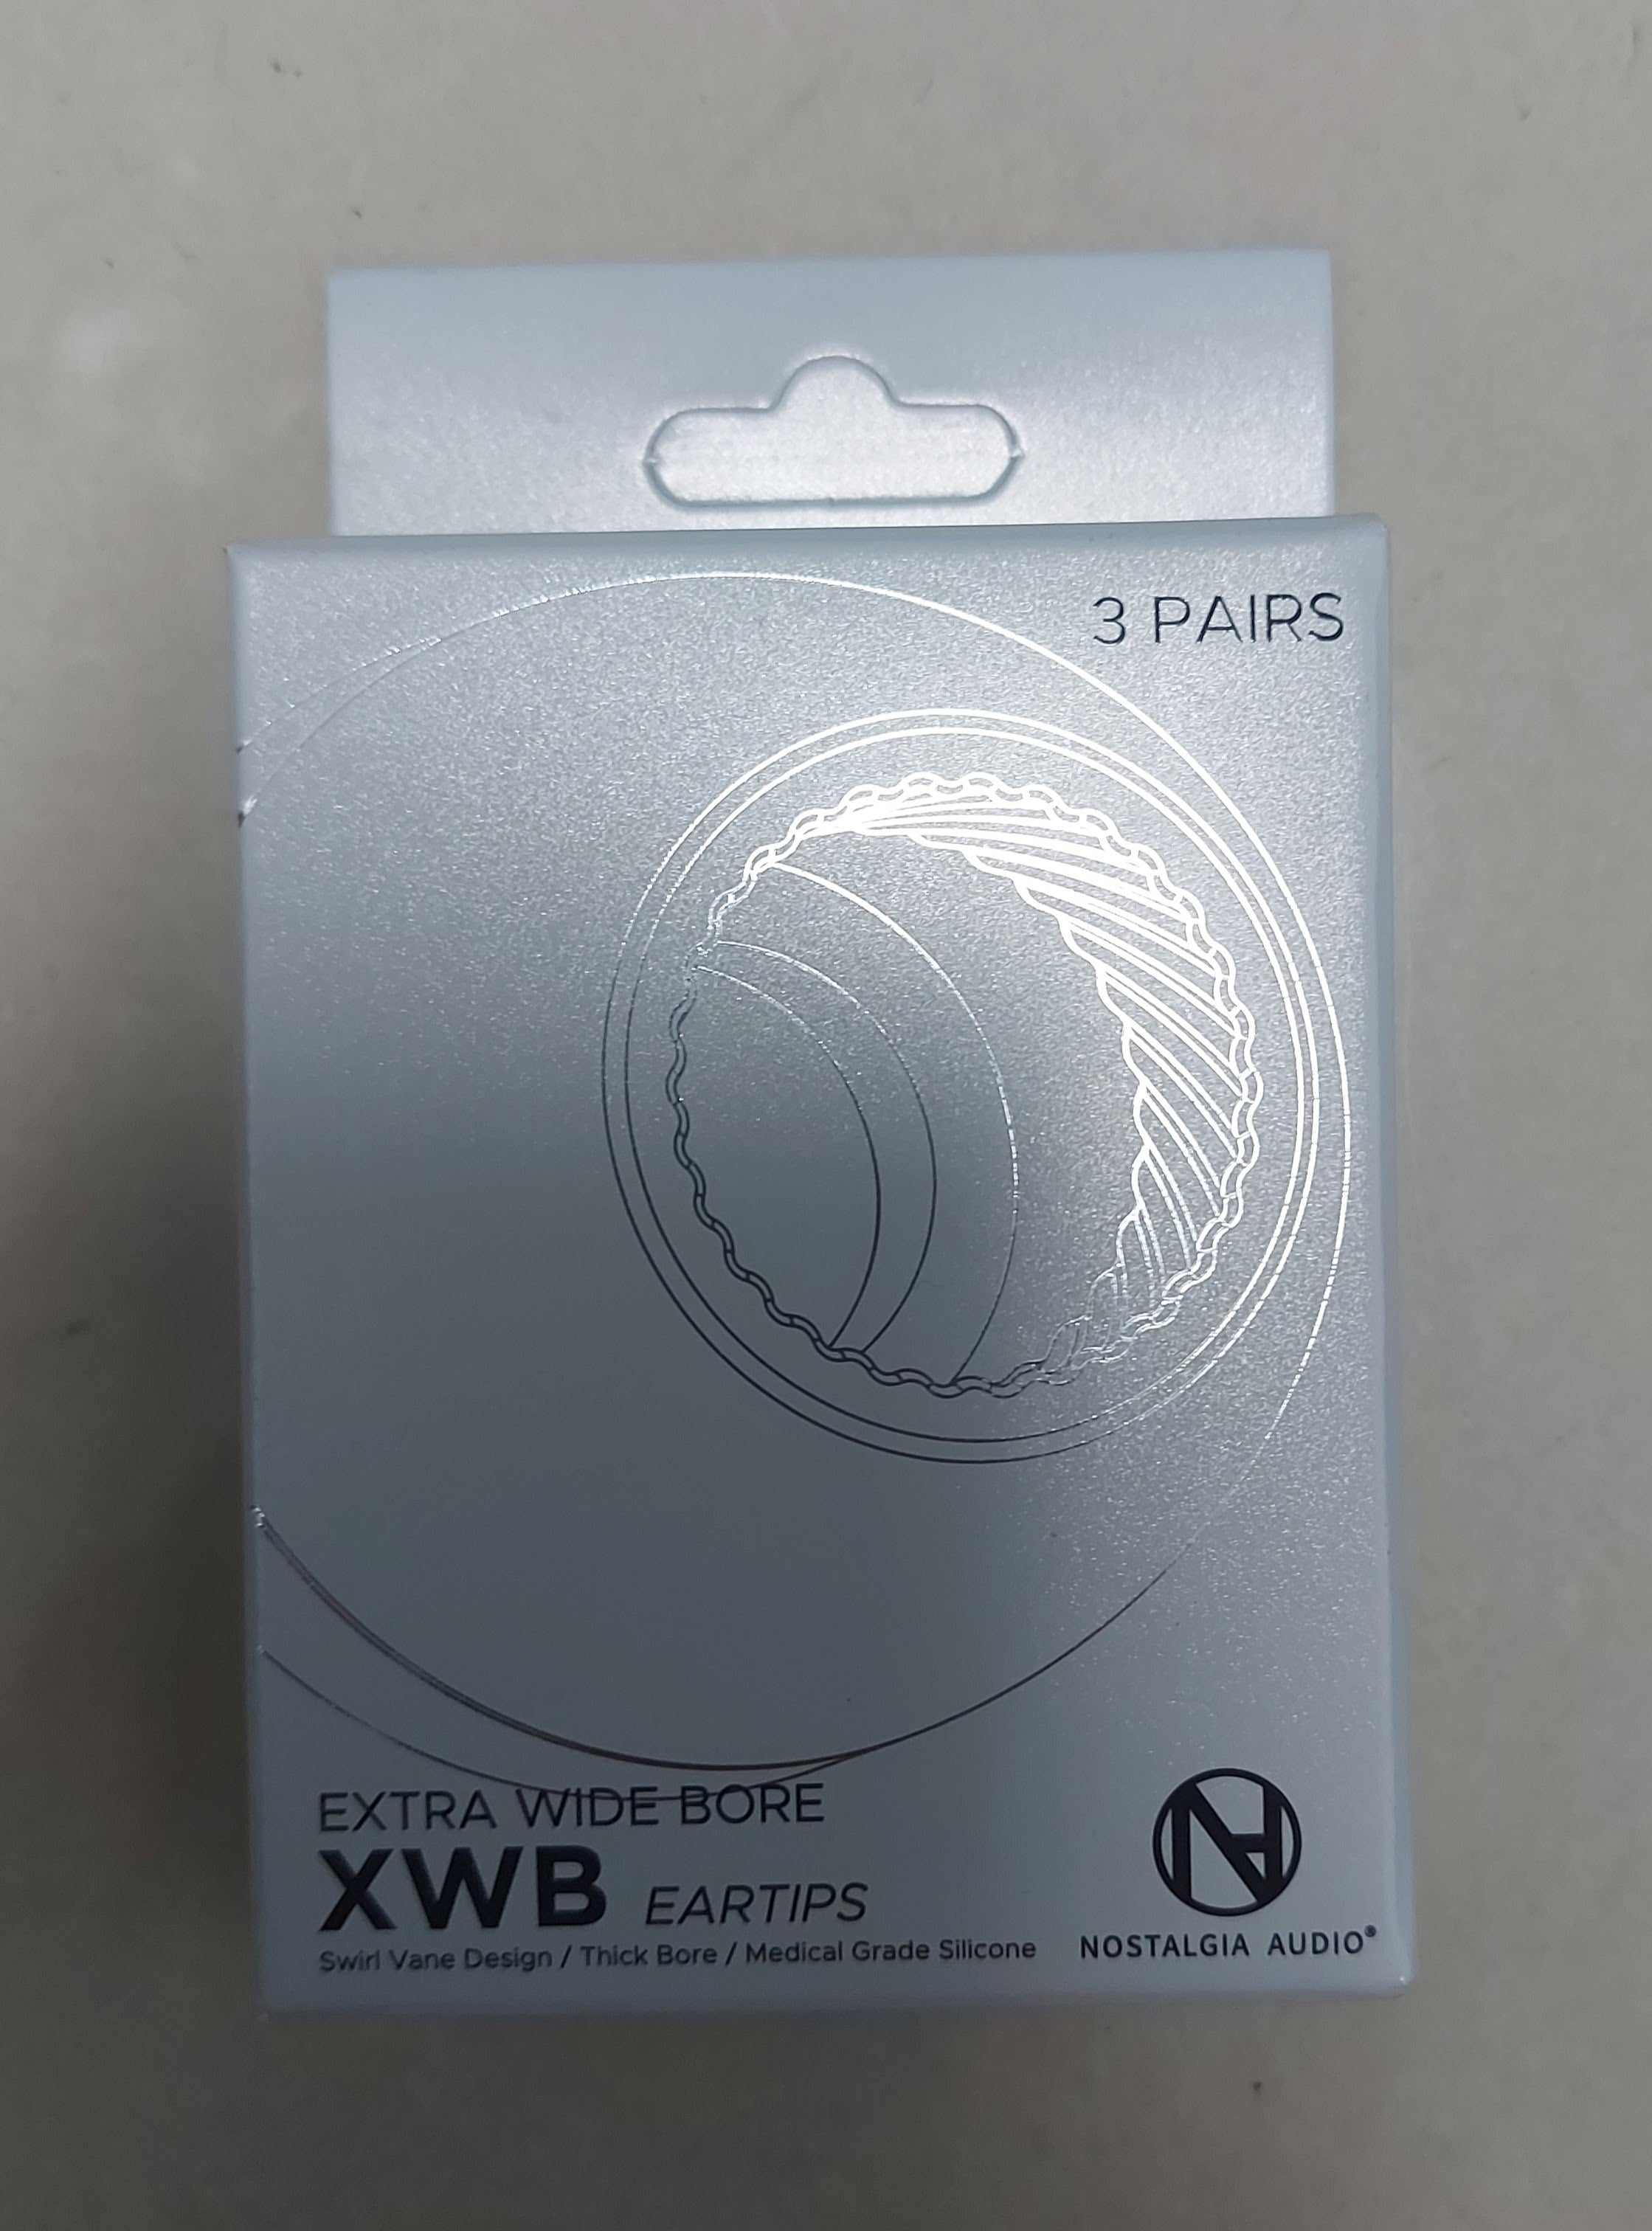 3 PAIRS
EXTRA WIDE BORE
XWB EARTIPS
Swirl Vane Design / Thick Bore / Medical Grade Silicone
N
NOSTALGIA AUDIO®